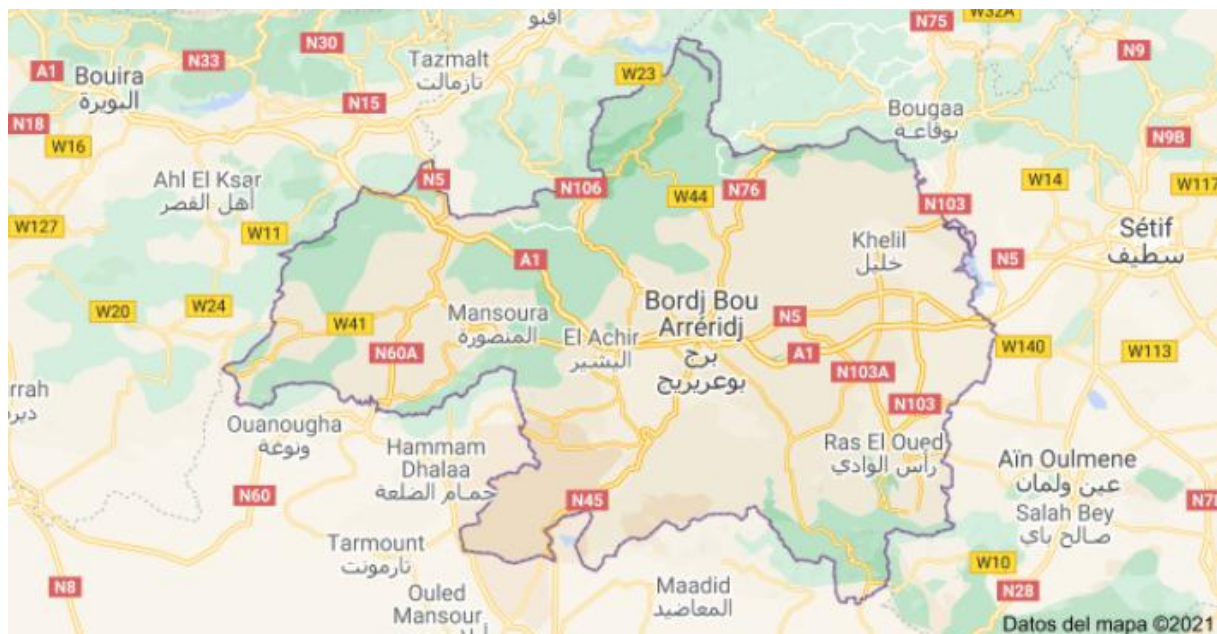 اقبو
N30
N75
W32A
N33
N9
A1
Bouira
البويرة
Tazmalt
تازمالت
W23
N15
N18
Bougaa
بوقاعة
W16
N9B
Ahl El Ksar
أهل القصر
N5
N106
W44
N76
W14
W117
N103
W127
W11
Sétif
سطيف
A1
Khelil
خليل
N5
W20
W24
W41
Mansoura
المنصورة
El Achir
اليشير
Bordj Bou
Arréridj
برج
بوعريريج
N5
A1
W140
W113
N60A
N103A
N103
Ouanougha
ونوغة
Hammam
Dhalaa
حمام الضلعة
Ras El Oued
رأس الوادي
Aïn Oulmene
عين ولمان
Salah Bey
صالح باي
N60
N45
Tarmount
تارمونت
W10
N8
Ouled
Mansour
Maadid
المعاضيد
N28
Datos del mapa ©2021